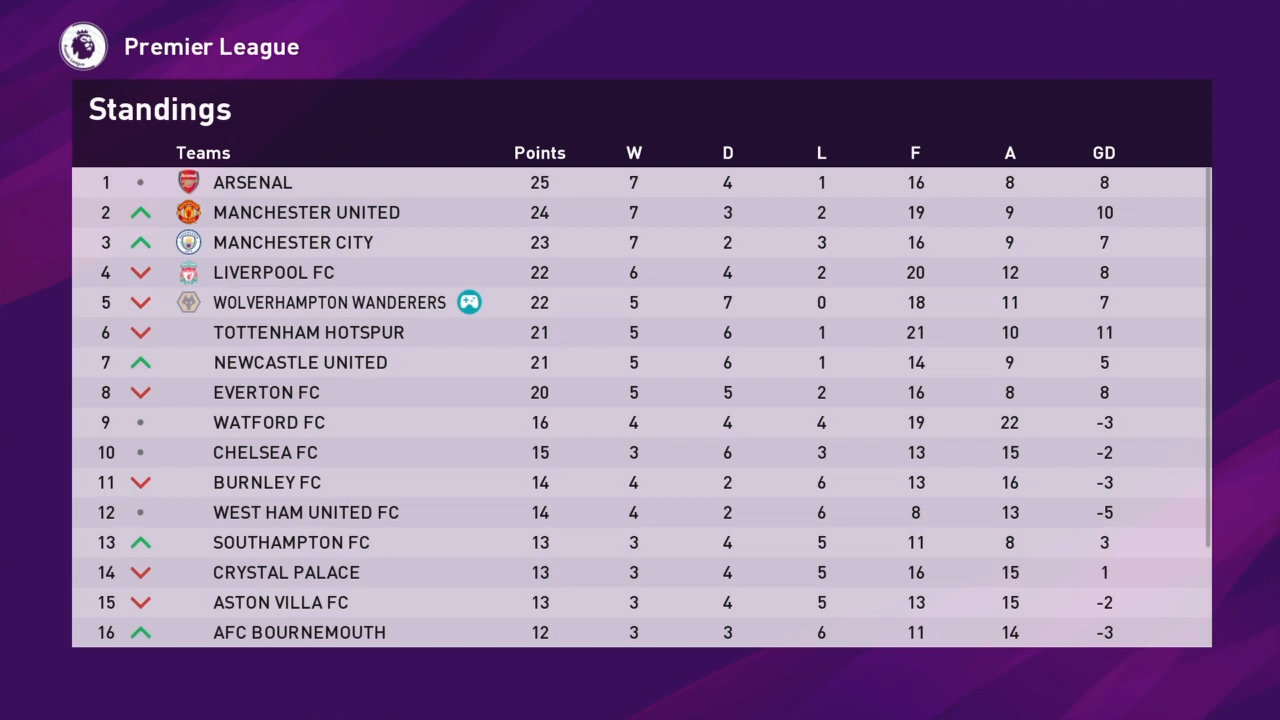 Premier League
Standings
Teams Points W D L F A GD
1 ARSENAL 25 7 4 1 16 8 8
2 MANCHESTER UNITED 24 7 3 2 19 9 10
3 MANCHESTER CITY 23 7 2 3 16 9 7
4 LIVERPOOL FC 22 6 4 2 20 12 8
5 WOLVERHAMPTON WANDERERS 22 5 7 0 18 11 7
6 TOTTENHAM HOTSPUR 21 5 6 1 21 10 11
7 NEWCASTLE UNITED 21 5 6 1 14 9 5
8 EVERTON FC 20 5 5 2 16 8 8
9 WATFORD FC 16 4 4 4 19 22 -3
10 CHELSEA FC 15 3 6 3 13 15 -2
11 BURNLEY FC 14 4 2 6 13 16 -3
12 WEST HAM UNITED FC 14 4 2 6 8 13 -5
13 SOUTHAMPTON FC 13 3 4 5 11 8 3
14 CRYSTAL PALACE 13 3 4 5 16 15 1
15 ASTON VILLA FC 13 3 4 5 13 15 -2
16 AFC BOURNEMOUTH 12 3 3 6 11 14 -3